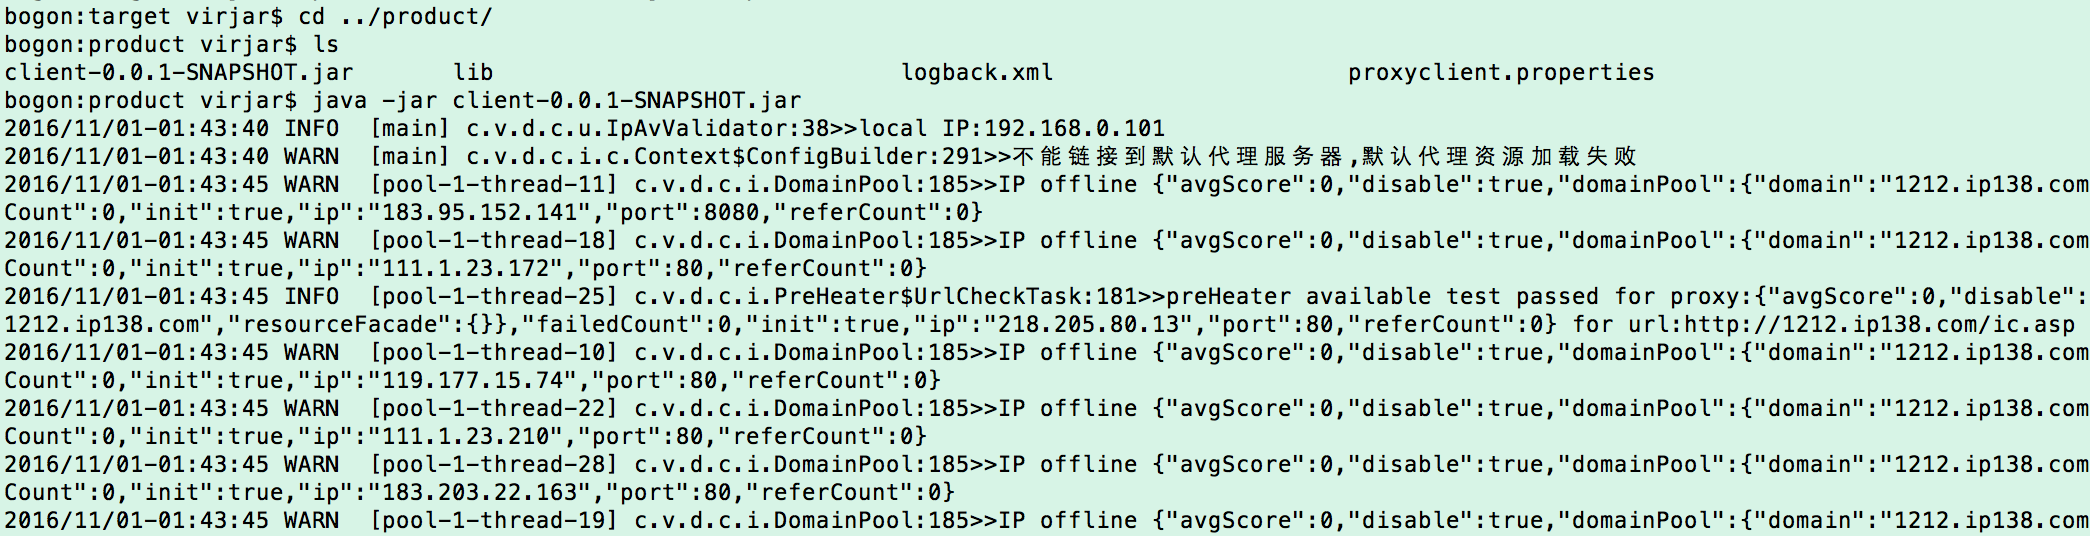 bogon:target virjar$ cd ../product/
bogon:product virjar$ ls
client-0.0.1-SNAPSHOT.jar lib logback.xml proxyclient.properties
bogon:product virjar$ java -jar client-0.0.1-SNAPSHOT.jar
2016/11/01-01:43:40 INFO [main] c.v.d.c.u.IpAvValidator:38>>local IP:192.168.0.101
2016/11/01-01:43:40 WARN [main] c.v.d.c.i.c.Context$ConfigBuilder:291>>不能链接到默认代理服务器,默认代理资源加载失败
2016/11/01-01:43:45 WARN [pool-1-thread-11] c.v.d.c.i.DomainPool:185>>IP offline {"avgScore":0,"disable":true,"domainPool":{"domain":"1212.ip138.com
Count":0,"init":true,"ip":"183.95.152.141","port":8080,"referCount":0}
2016/11/01-01:43:45 WARN [pool-1-thread-18] c.v.d.c.i.DomainPool:185>>IP offline {"avgScore":0,"disable":true,"domainPool":{"domain":"1212.ip138.com
Count":0,"init":true,"ip":"111.1.23.172","port":80,"referCount":0}
2016/11/01-01:43:45 INFO [pool-1-thread-25] c.v.d.c.i.PreHeater$UrlCheckTask:181>>preHeater available test passed for proxy:{"avgScore":0,"disable":
1212.ip138.com","resourceFacade":{}},"failedCount":0,"init":true,"ip":"218.205.80.13","port":80,"referCount":0} for url:http://1212.ip138.com/ic.asp
2016/11/01-01:43:45 WARN [pool-1-thread-10] c.v.d.c.i.DomainPool:185>>IP offline {"avgScore":0,"disable":true,"domainPool":{"domain":"1212.ip138.com
Count":0,"init":true,"ip":"119.177.15.74","port":80,"referCount":0}
2016/11/01-01:43:45 WARN [pool-1-thread-22] c.v.d.c.i.DomainPool:185>>IP offline {"avgScore":0,"disable":true,"domainPool":{"domain":"1212.ip138.com
Count":0,"init":true,"ip":"111.1.23.210","port":80,"referCount":0}
2016/11/01-01:43:45 WARN [pool-1-thread-28] c.v.d.c.i.DomainPool:185>>IP offline {"avgScore":0,"disable":true,"domainPool":{"domain":"1212.ip138.com
Count":0,"init":true,"ip":"183.203.22.163","port":80,"referCount":0}
2016/11/01-01:43:45 WARN [pool-1-thread-19] c.v.d.c.i.DomainPool:185>>IP offline {"avgScore":0,"disable":true,"domainPool":{"domain":"1212.ip138.com